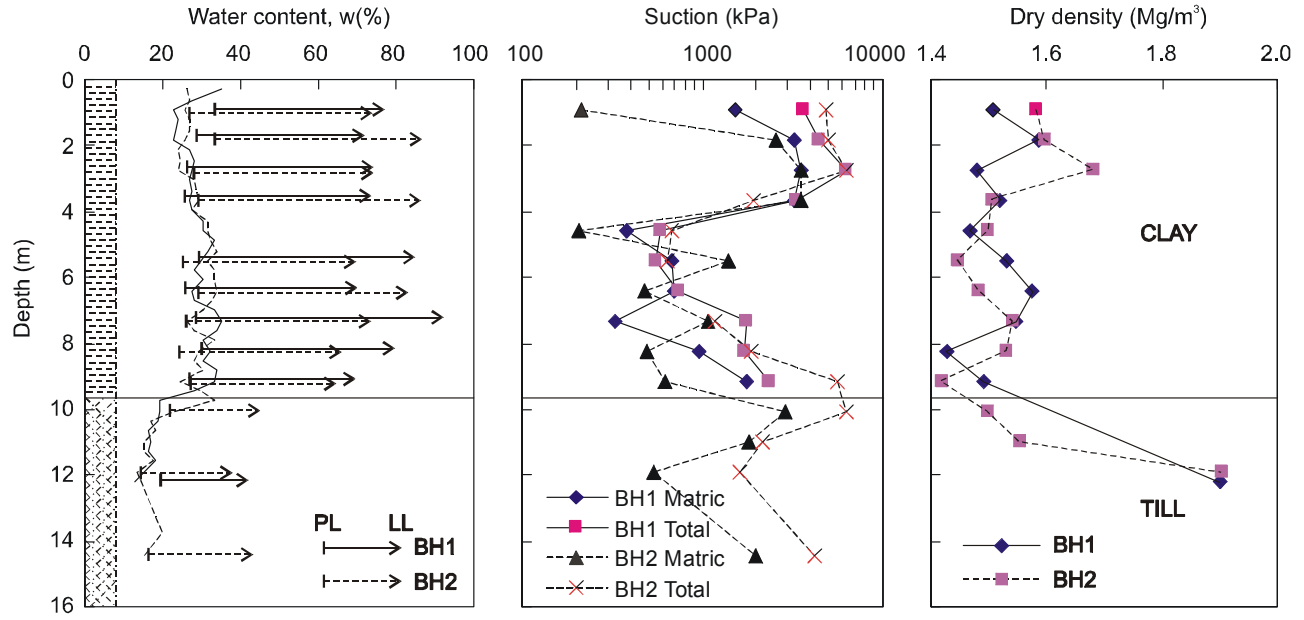 Water content, w(%)
Suction (kPa)
Dry density (Mg/m³)
0 20 40 60 80 100
100 1000 10000
1.4 1.6 1.8 2.0
0
2
4
6
8
10
12
14
16
Depth (m)
PL LL
BH1
BH2
BH1 Matric
BH1 Total
BH2 Matric
BH2 Total
CLAY
TILL
BH1
BH2